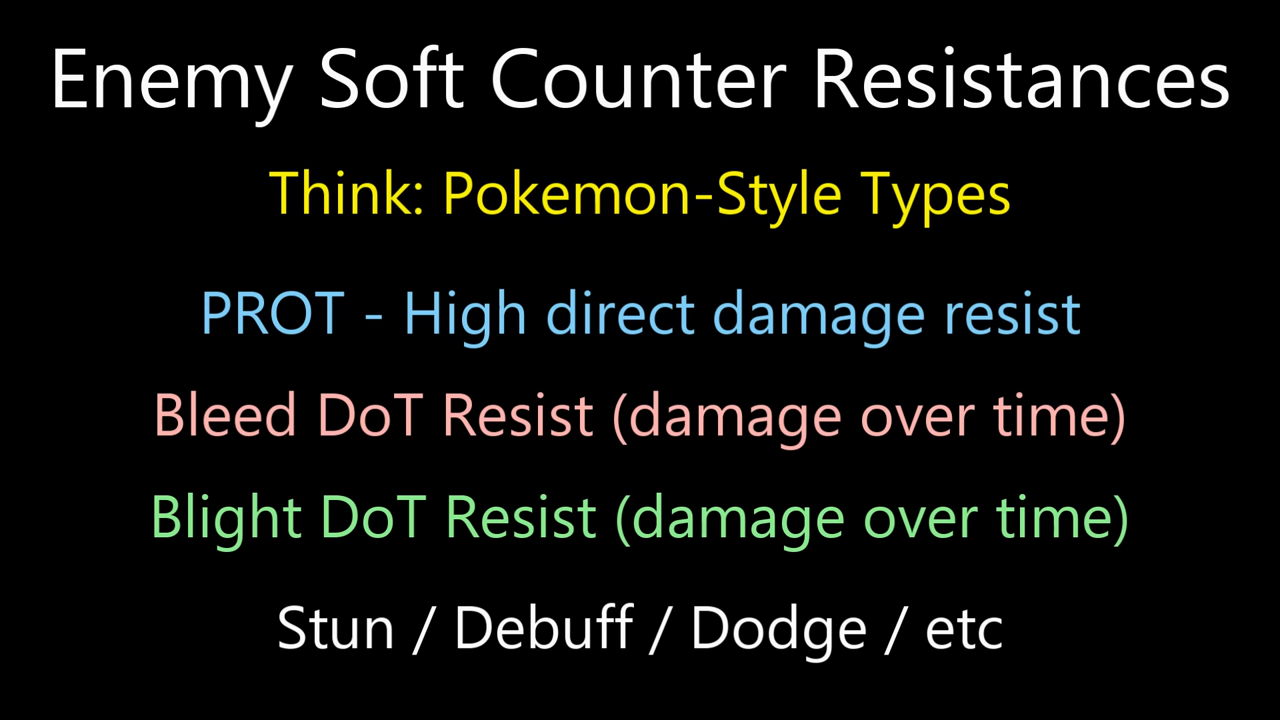 Enemy Soft Counter Resistances
Think: Pokemon-Style Types
PROT - High direct damage resist
Bleed DoT Resist (damage over time)
Blight DoT Resist (damage over time)
Stun / Debuff / Dodge / etc